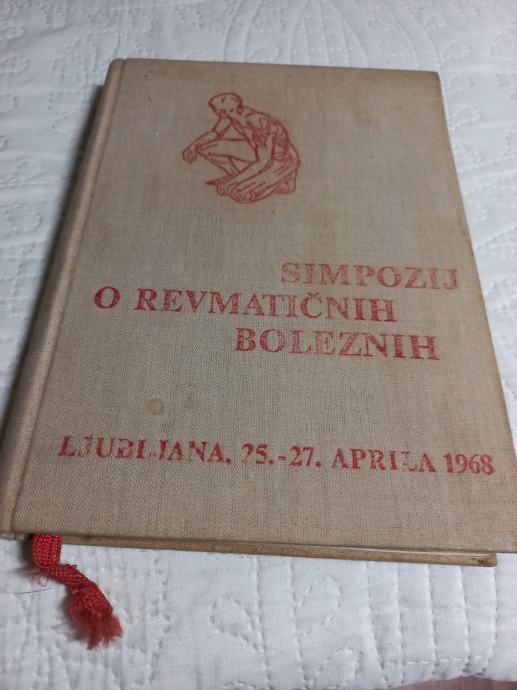 SIMPOZIJ
O REVMATIČNIH
BOLEZNIH
LJUBLJANA, 25.-27. APRILA 1968